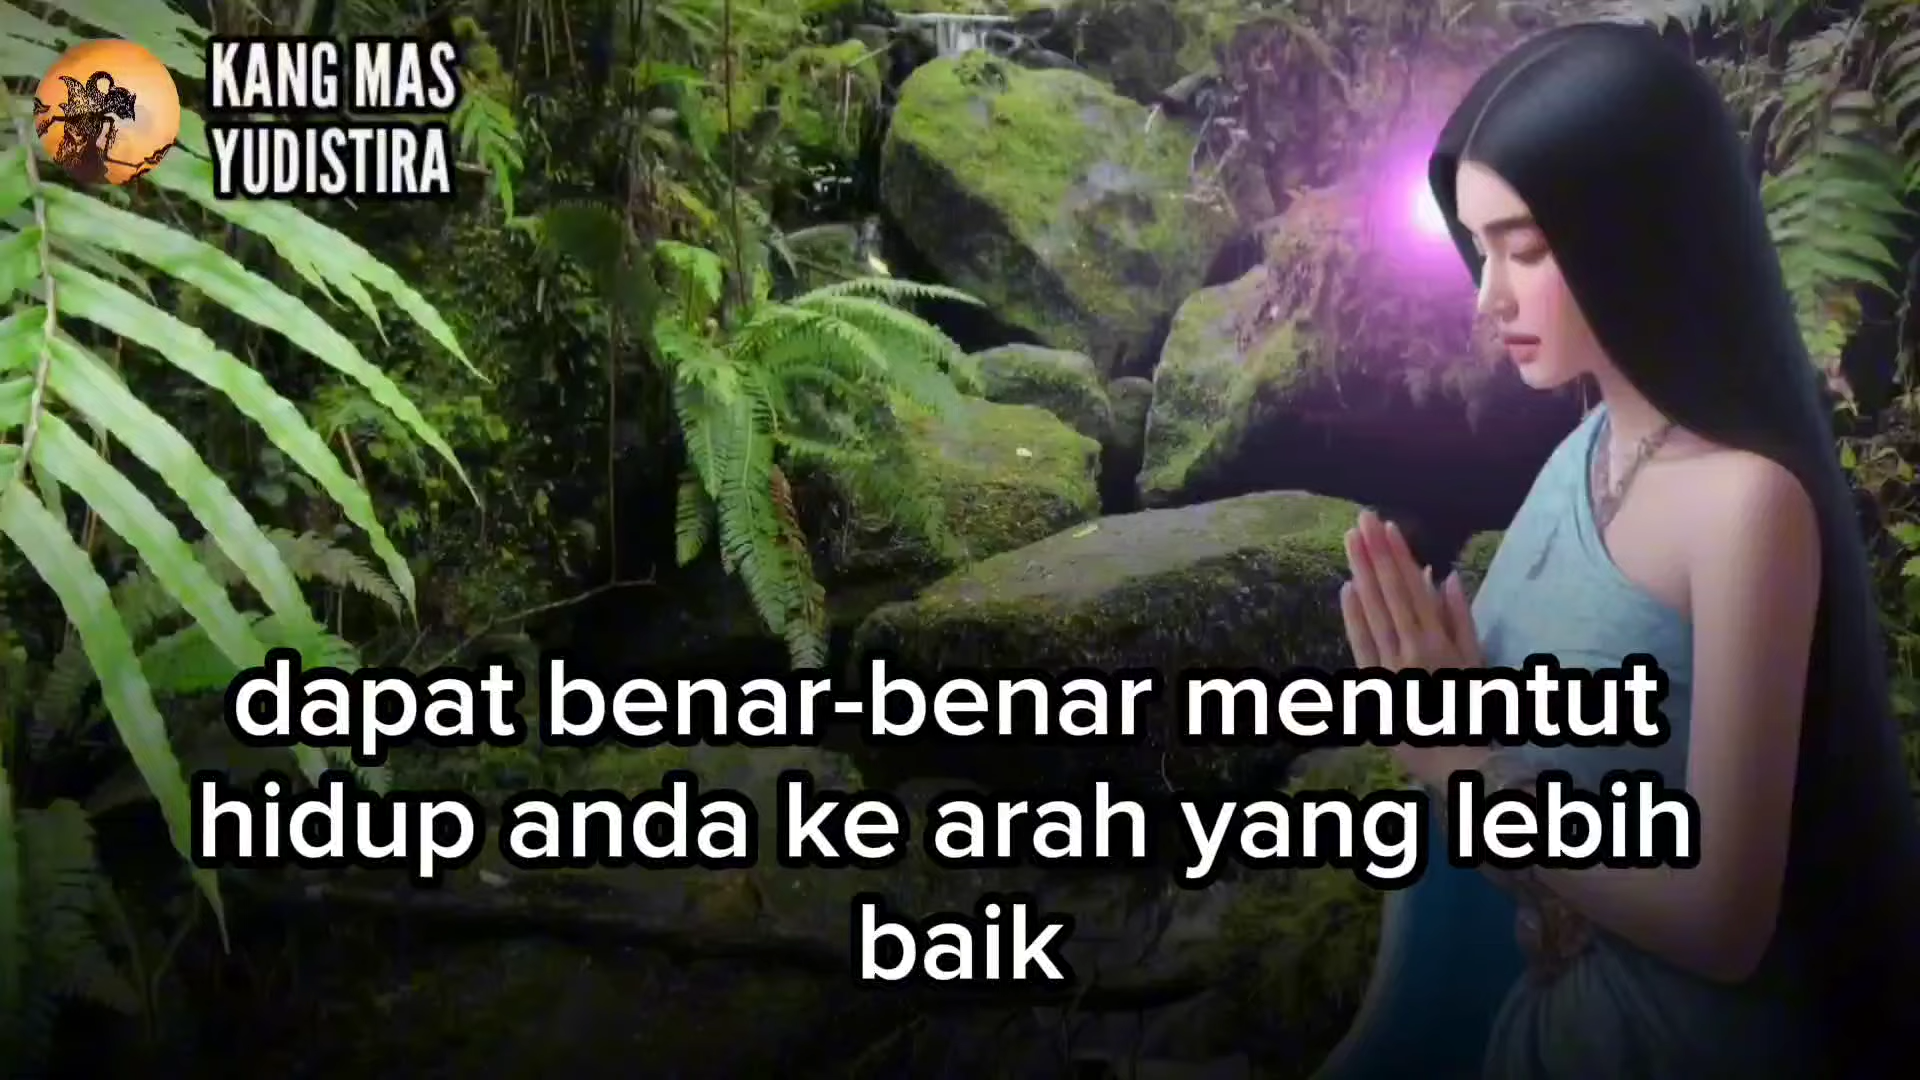 KANG MAS
YUDISTIRA
dapat benar-benar menuntut
hidup anda ke arah yang lebih
baik